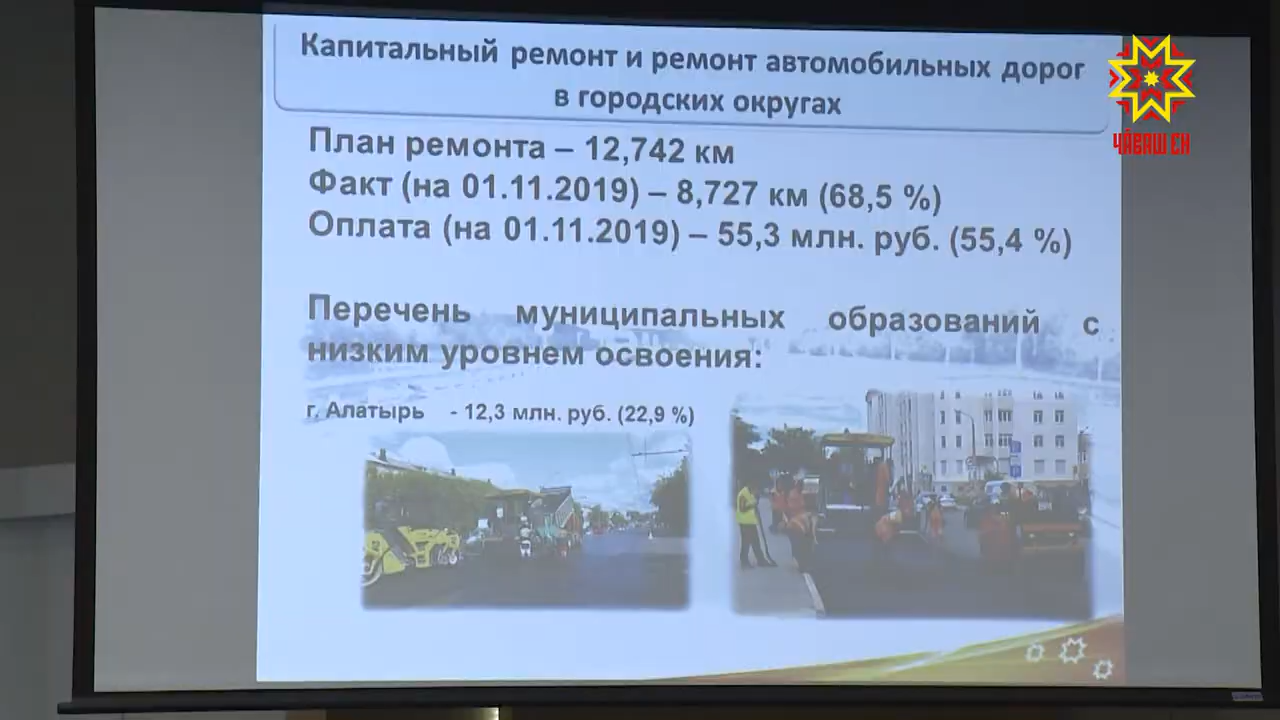 Капитальный ремонт и ремонт автомобильных дорог
в городских округах
ЧӐВАШ ЕН
План ремонта – 12,742 км
Факт (на 01.11.2019) – 8,727 км (68,5 %)
Оплата (на 01.11.2019) – 55,3 млн. руб. (55,4 %)
Перечень муниципальных образований с
низким уровнем освоения:
г. Алатырь - 12,3 млн. руб. (22,9 %)